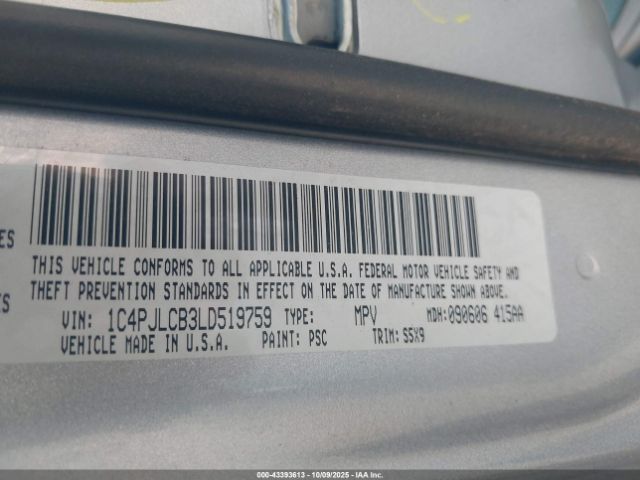 ES
THIS VEHICLE CONFORMS TO ALL APPLICABLE U.S.A. FEDERAL MOTOR VEHICLE SAFETY AND
THEFT PREVENTION STANDARDS IN EFFECT ON THE DATE OF MANUFACTURE SHOWN ABOVE.
ES
VIN: 1C4PJLCB3LD519759 TYPE: MPV MDH: 090606 415AA
VEHICLE MADE IN U.S.A. PAINT: PSC TRIM: S5X9
000-43393613 - 10/09/2025 - IAA Inc.